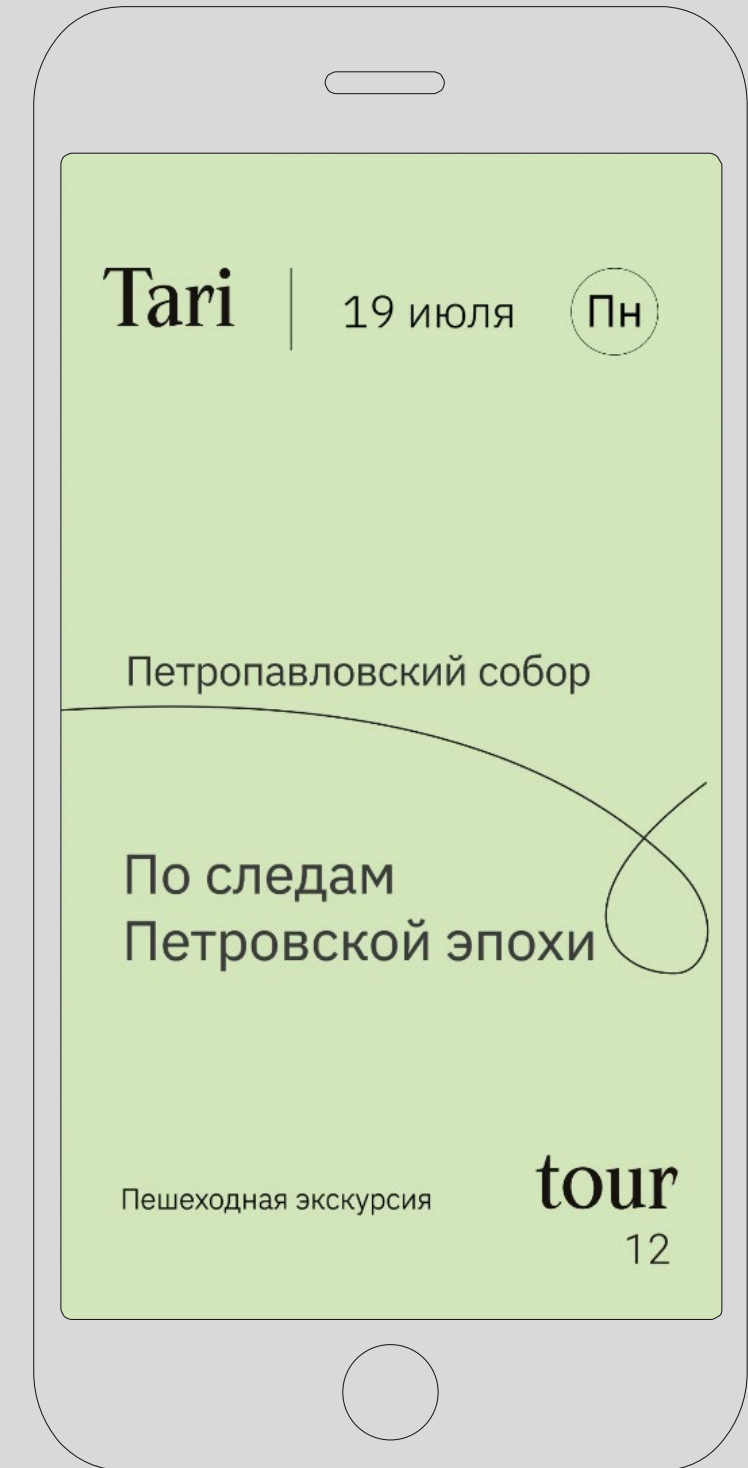 Tari
19 июля
Пн
Петропавловский собор
По следам
Петровской эпохи
Пешеходная экскурсия
tour
12